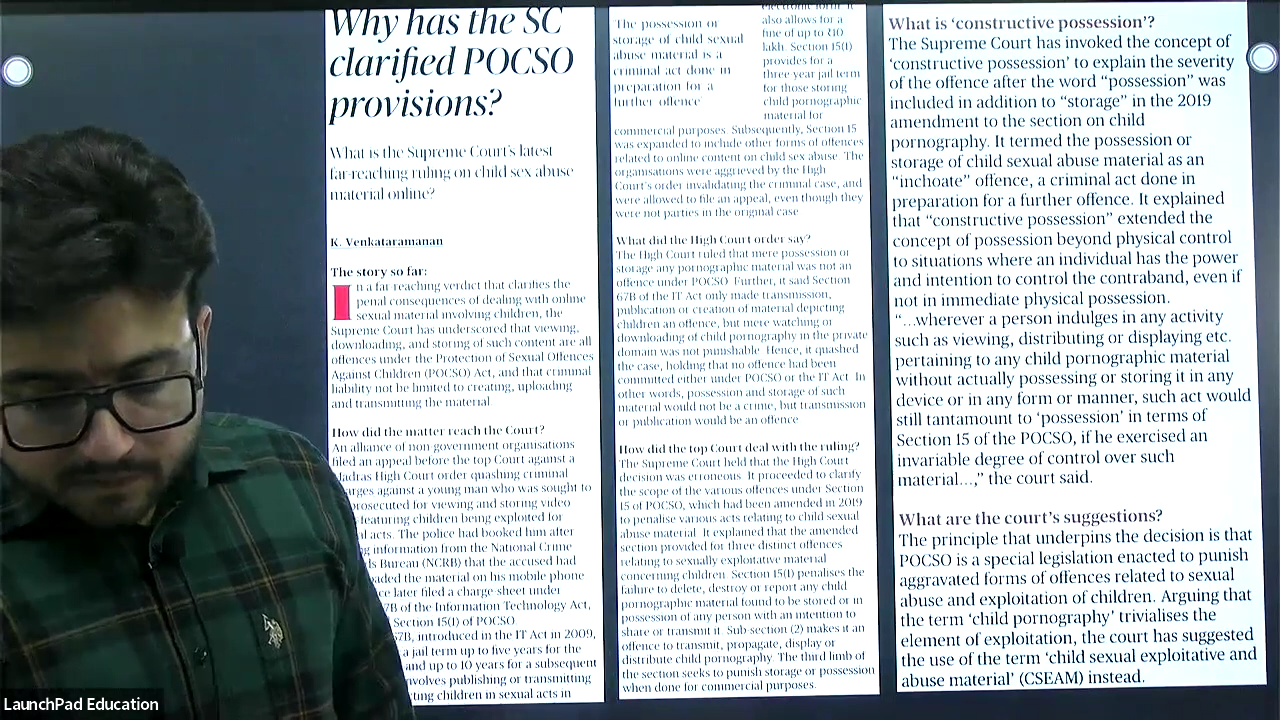 Why has the SC
clarified POCSO
provisions?
What is the Supreme Court's latest
far-reaching ruling on child sex abuse
material online?
K. Venkataramanan
The story so far:
In a far reaching verdict that clarifies the
penal consequences of dealing with online
sexual material involving children, the
Supreme Court has underscored that viewing,
downloading, and storing of such content are all
offences under the Protection of Sexual Offences
Against Children (POCSO) Act, and that criminal
liability not be limited to creating, uploading
and transmitting the material
How did the matter reach the Court?
An alliance of non government organisations
filed an appeal before the top Court against a
Madras High Court order quashing criminal
charges against a young man who was sought to
prosecuted for viewing and storing video
featuring children being exploited for
acts. The police had booked him after
information from the National Crime
Bureau (NCRB) that the accused had
the material on his mobile phone
later filed a charge sheet under
7B of the Information Technology Act,
Section 15(1) of POCSO
67B, introduced in the IT Act in 2009,
a jail term up to five years for the
and up to 10 years for a subsequent
involves publishing or transmitting
children in sexual acts in
The possession or
storage of child sexual
abuse material is a
criminal act done in
preparation for a
further offence'
electronic form It
also allows for a
fine of up to ₹10
lakh. Section 15(1)
provides for a
three year jail term
for those storing
child pornographic
material for
commercial purposes. Subsequently, Section 15
was expanded to include other forms of offences
related to online content on child sex abuse The
organisations were aggrieved by the High
Court's order invalidating the criminal case, and
were allowed to file an appeal, even though they
were not parties in the original case
What did the High Court order say?
The High Court ruled that mere possession or
storage any pornographic material was not an
offence under POCSO Further, it said Section
67B of the IT Act only made transmission,
publication or creation of material depicting
children an offence, but mere watching or
downloading of child pornography in the private
domain was not punishable Hence, it quashed
the case, holding that no offence had been
committed either under POCSO or the IT Act In
other words, possession and storage of such
material would not be a crime, but transmission
or publication would be an offence
How did the top Court deal with the ruling?
The Supreme Court held that the High Court
decision was erroneous. It proceeded to clarify
the scope of the various offences under Section
15 of POCSO, which had been amended in 2019
to penalise various acts relating to child sexual
abuse material It explained that the amended
section provided for three distinct offences
relating to sexually exploitative material
concerning children. Section 15(1) penalises the
failure to delete, destroy or report any child
pornographic material found to be stored or in
possession of any person with an intention to
share or transmit it. Sub-section (2) makes it an
offence to transmit, propagate, display or
distribute child pornography. The third limb of
the section seeks to punish storage or possession
when done for commercial purposes.
What is ‘constructive possession’?
The Supreme Court has invoked the concept of
‘constructive possession’ to explain the severity
of the offence after the word “possession” was
included in addition to “storage” in the 2019
amendment to the section on child
pornography. It termed the possession or
storage of child sexual abuse material as an
“inchoate” offence, a criminal act done in
preparation for a further offence. It explained
that “constructive possession” extended the
concept of possession beyond physical control
to situations where an individual has the power
and intention to control the contraband, even if
not in immediate physical possession.
“...wherever a person indulges in any activity
such as viewing, distributing or displaying etc.
pertaining to any child pornographic material
without actually possessing or storing it in any
device or in any form or manner, such act would
still tantamount to ‘possession’ in terms of
Section 15 of the POCSO, if he exercised an
invariable degree of control over such
material...,” the court said.
What are the court’s suggestions?
The principle that underpins the decision is that
POCSO is a special legislation enacted to punish
aggravated forms of offences related to sexual
abuse and exploitation of children. Arguing that
the term ‘child pornography’ trivialises the
element of exploitation, the court has suggested
the use of the term ‘child sexual exploitative and
abuse material’ (CSEAM) instead.
LaunchPad Education